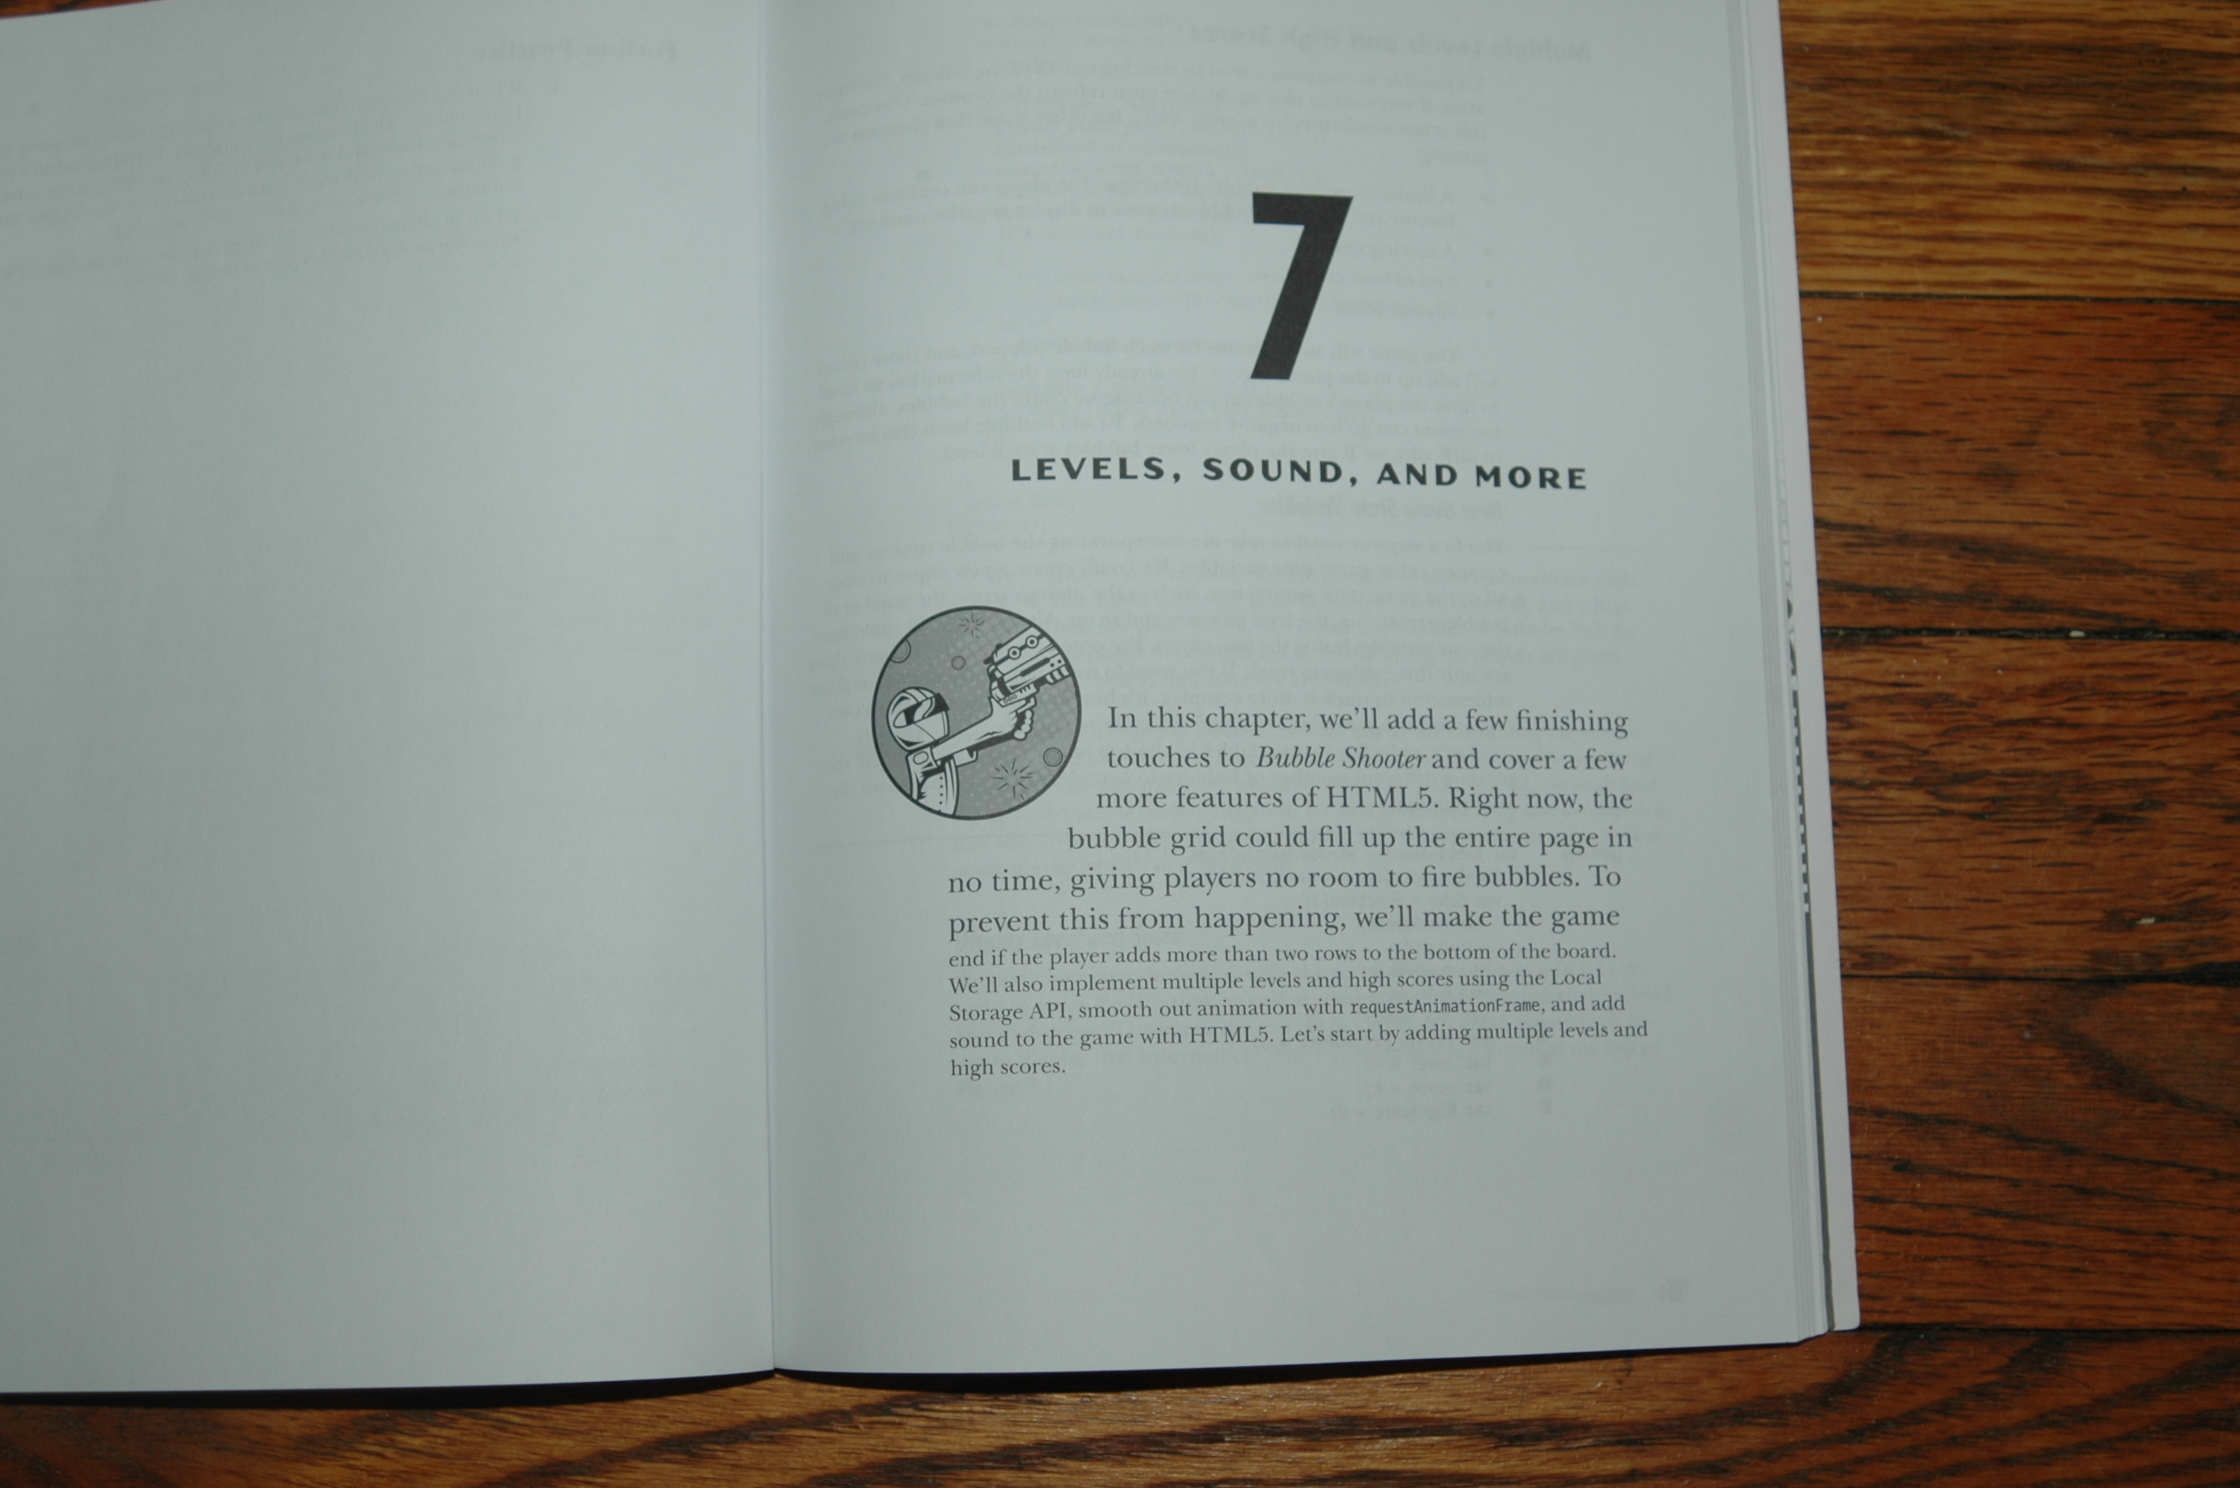 7
LEVELS, SOUND, AND MORE
In this chapter, we'll add a few finishing
touches to Bubble Shooter and cover a few
more features of HTML5. Right now, the
bubble grid could fill up the entire page in
no time, giving players no room to fire bubbles. To
prevent this from happening, we'll make the game
end if the player adds more than two rows to the bottom of the board.
We'll also implement multiple levels and high scores using the Local
Storage API, smooth out animation with requestAnimationFrame, and add
sound to the game with HTML5. Let's start by adding multiple levels and
high scores.